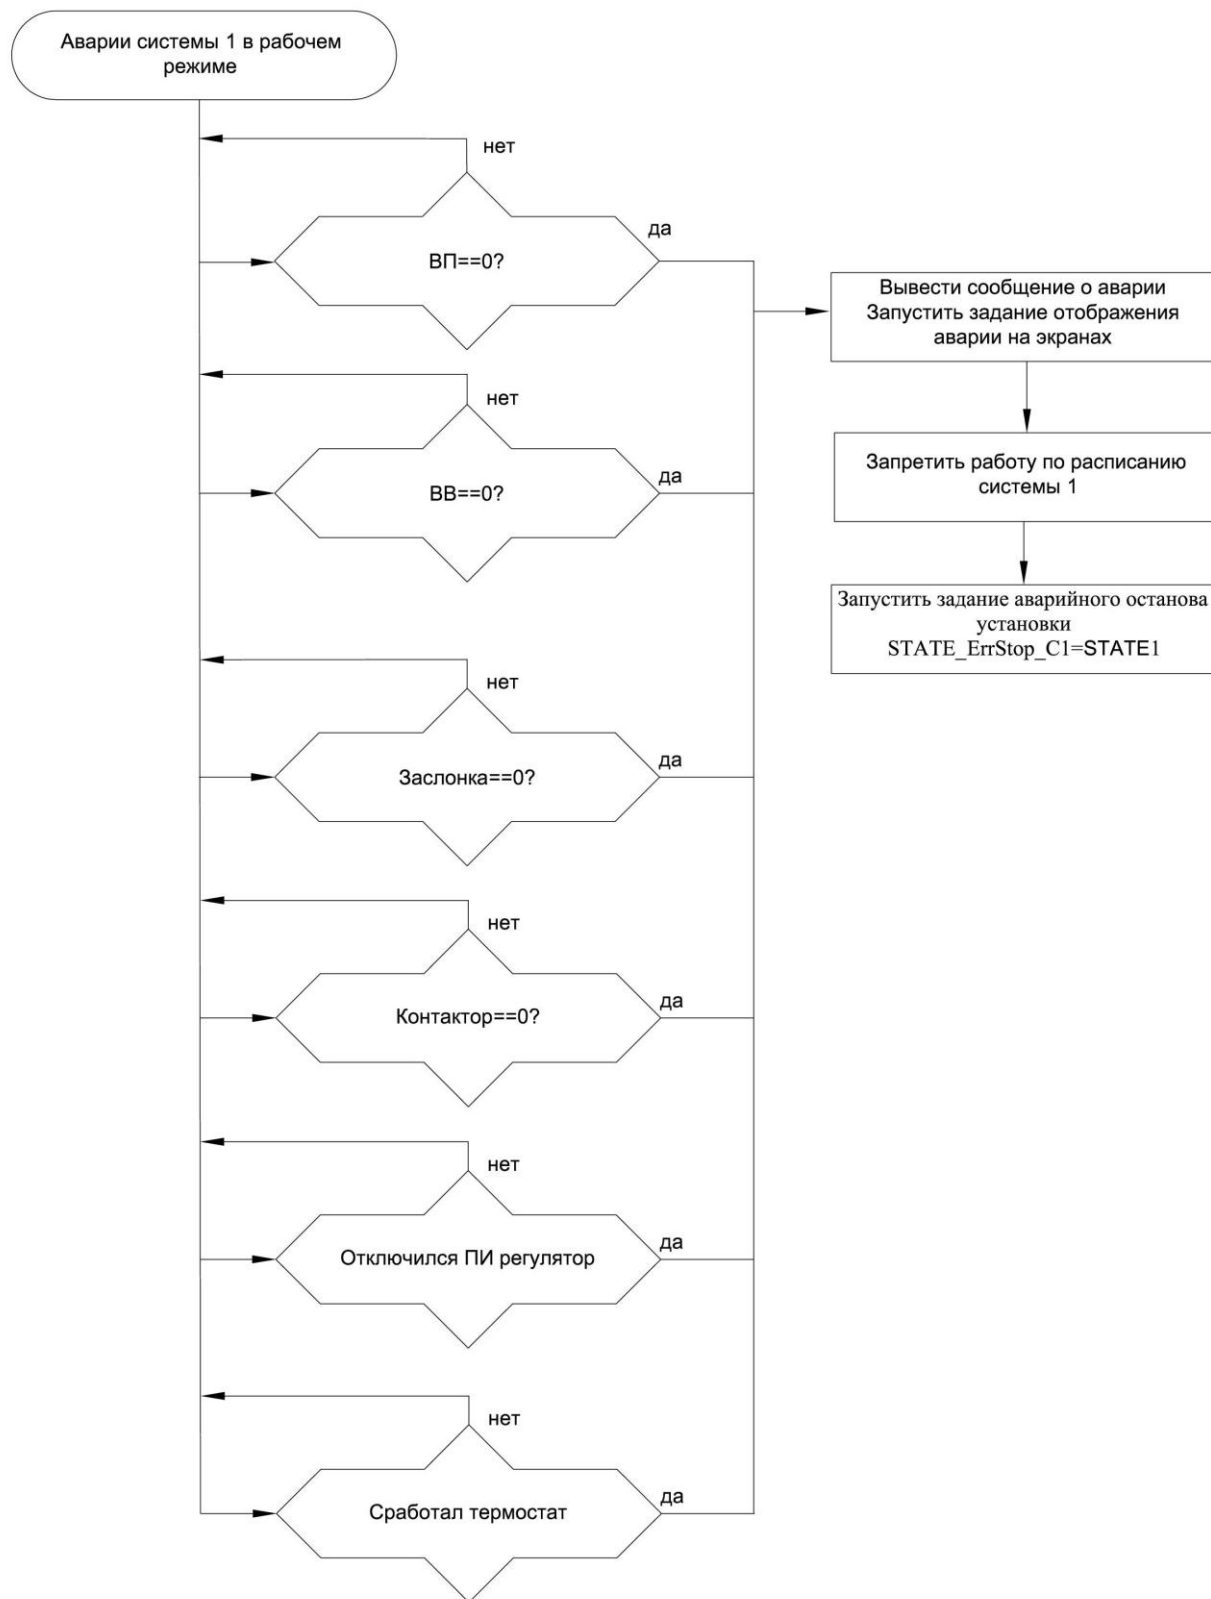 Аварии системы 1 в рабочем
режиме
нет
ВП==0?
да
Вывести сообщение о аварии
Запустить задание отображения
аварии на экранах
нет
ВВ==0?
да
Запретить работу по расписанию
системы 1
Запустить задание аварийного останова
установки
STATE_ErrStop_C1=STATE1
нет
Заслонка==0?
да
нет
Контактор==0?
да
нет
Отключился ПИ регулятор
да
нет
Сработал термостат
да